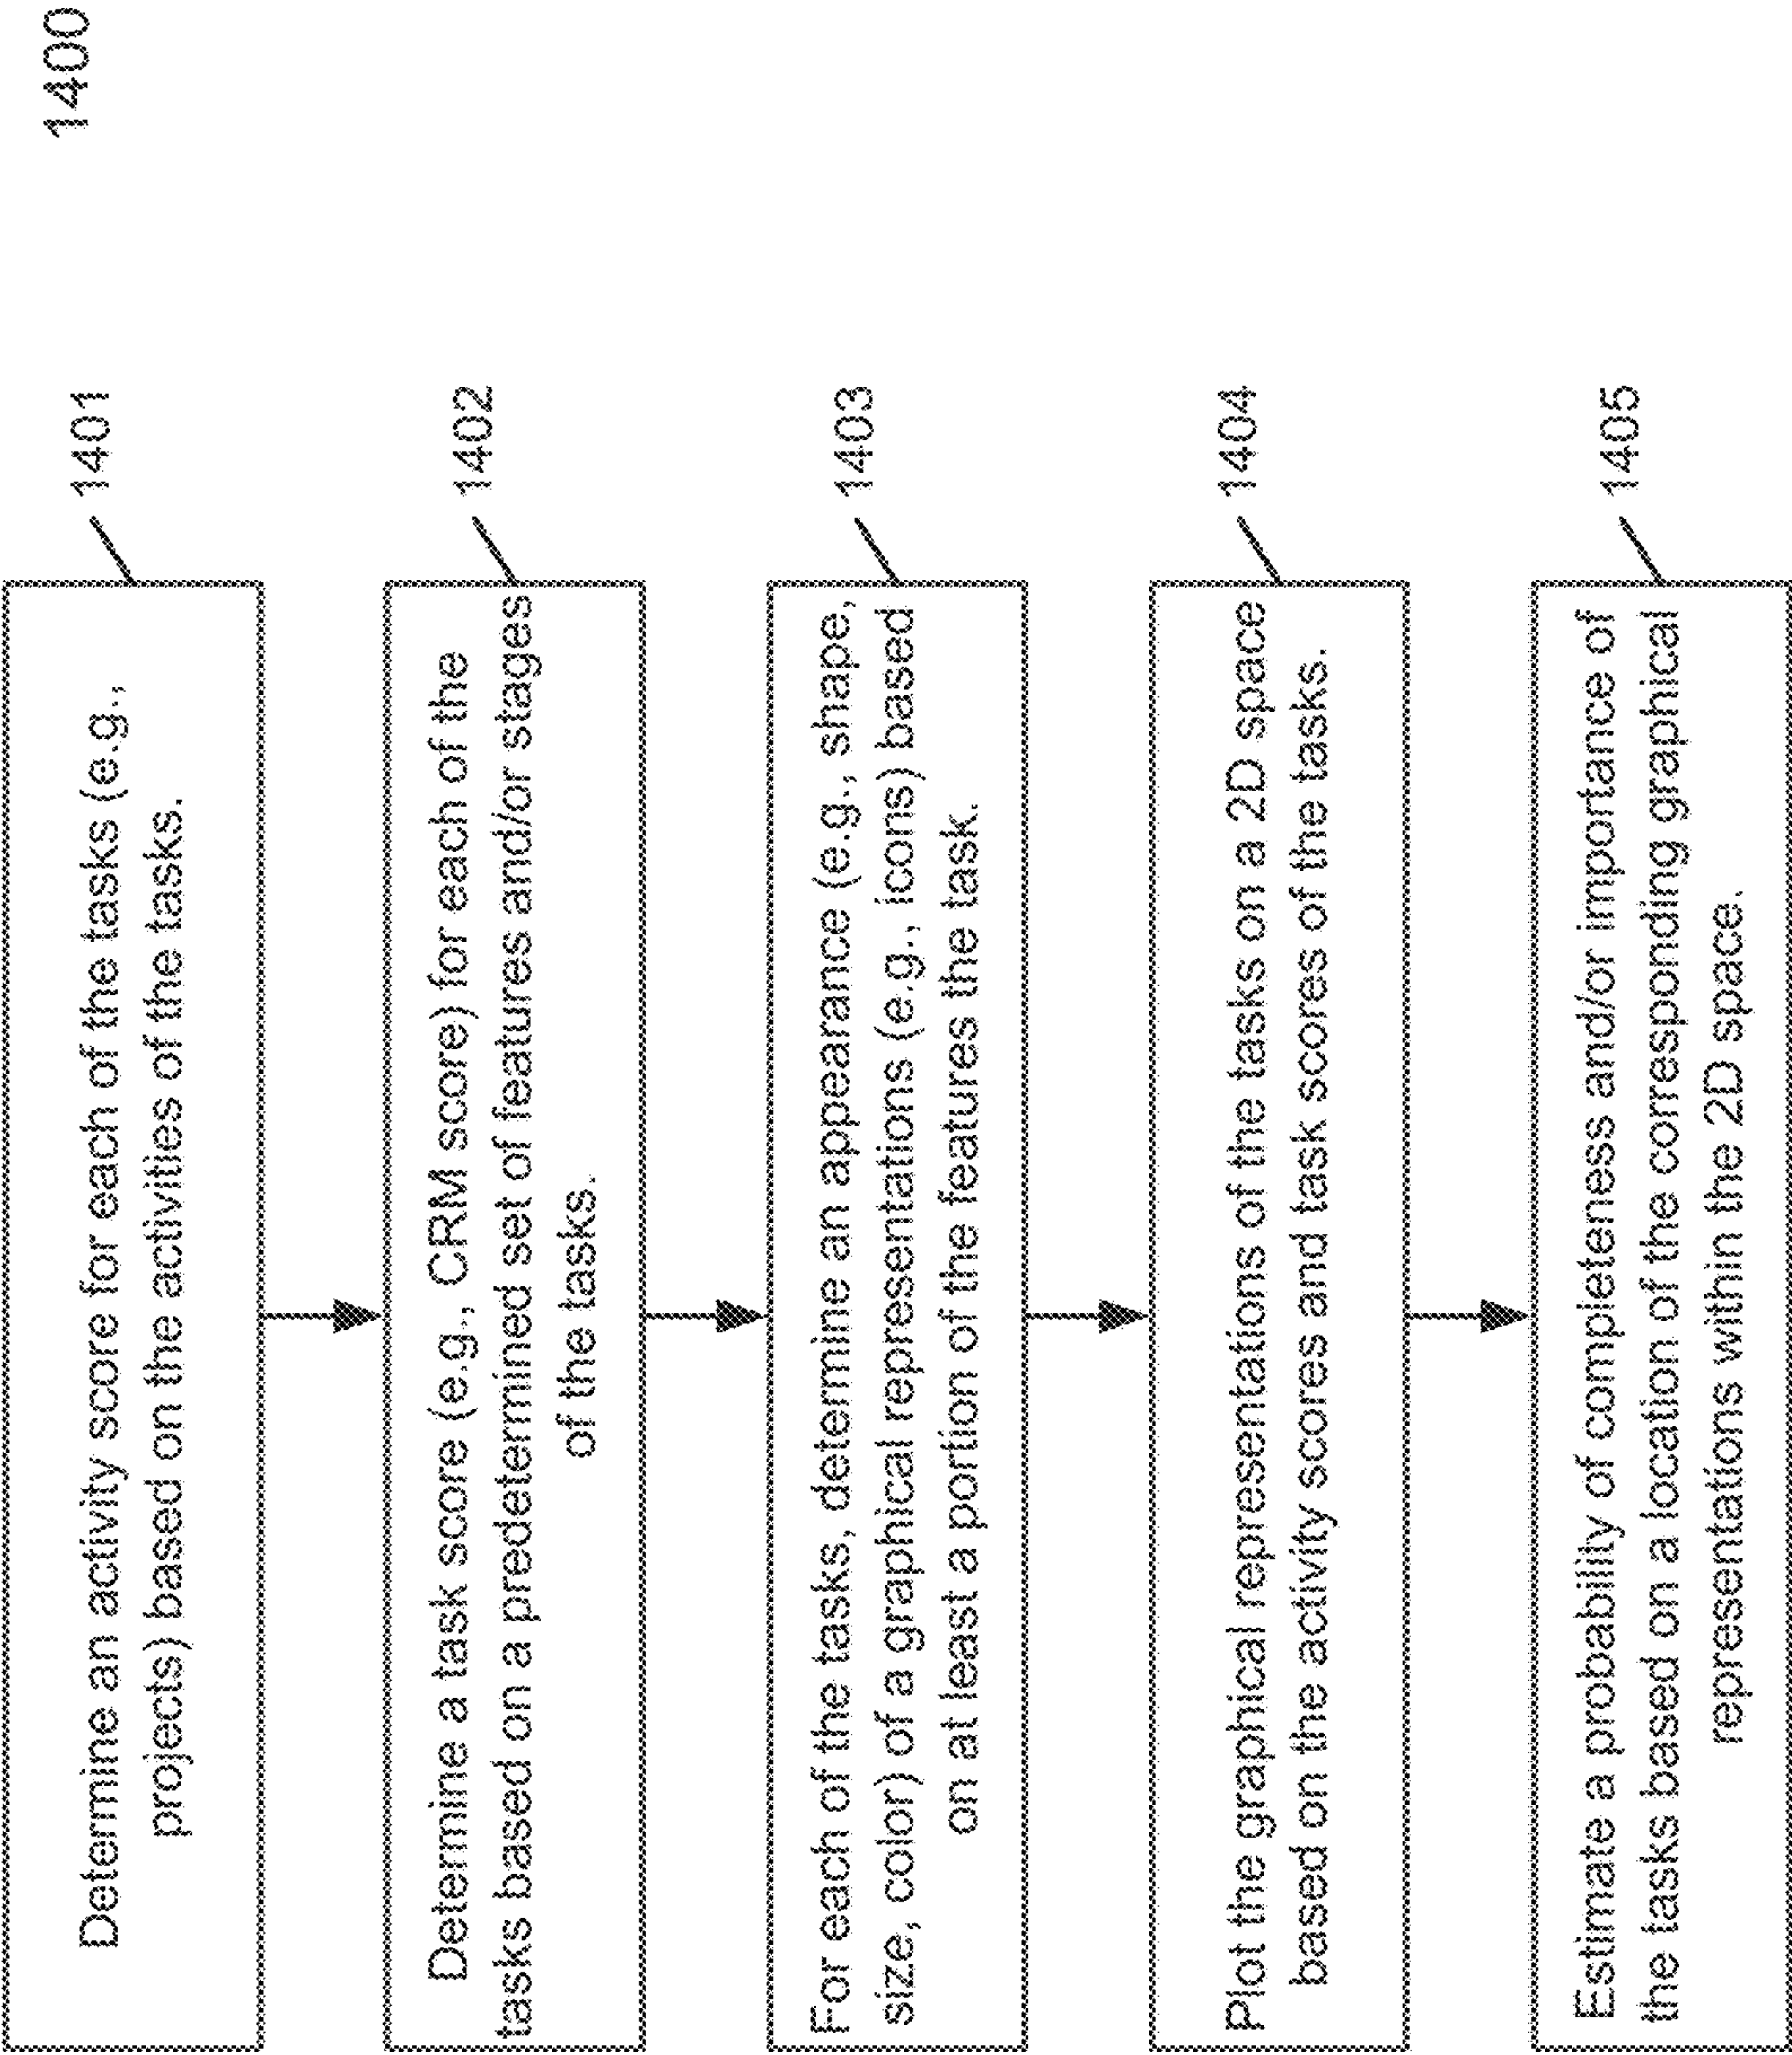 1400
1401
Determine an activity score for each of the tasks (e.g.,
projects) based on the activities of the tasks.
1402
Determine a task score (e.g., CRM score) for each of the
tasks based on a predetermined set of features and/or stages
of the tasks.
1403
For each of the tasks, determine an appearance (e.g., shape,
size, color) of a graphical representations (e.g., icons) based
on at least a portion of the features the task.
1404
Plot the graphical representations of the tasks on a 2D space
based on the activity scores and task scores of the tasks.
1405
Estimate a probability of completeness and/or importance of
the tasks based on a location of the corresponding graphical
representations within the 2D space.